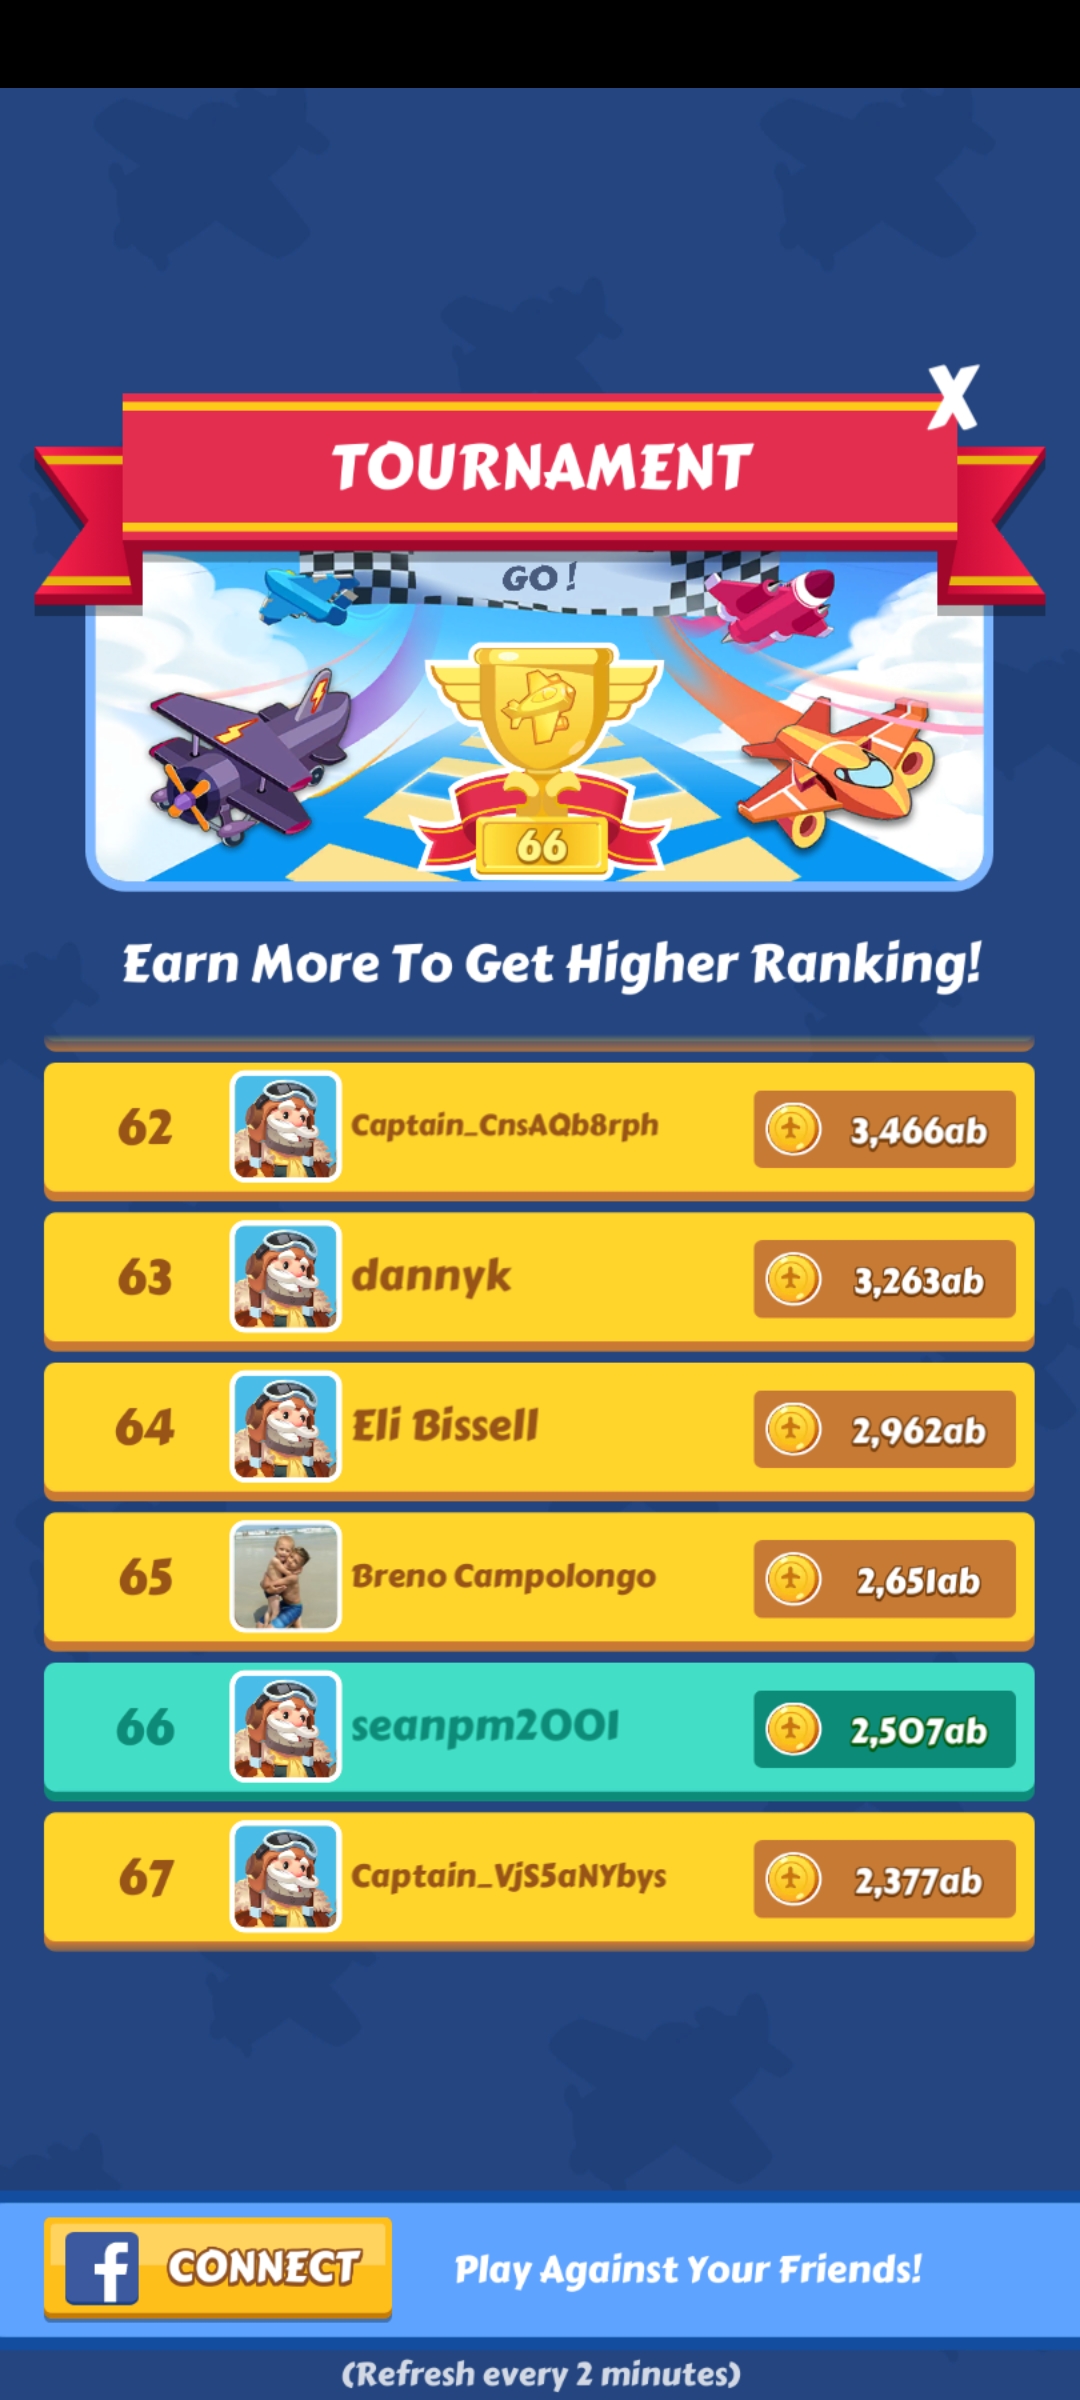 X
TOURNAMENT
GO!
66
Earn More To Get Higher Ranking!
62 Captain_CnsAQb8rph 3,466ab
63 dannyk 3,263ab
64 Eli Bissell 2,962ab
65 Breno Campolongo 2,651ab
66 seanpm2001 2,507ab
67 Captain_VjS5aNYbys 2,377ab
f CONNECT Play Against Your Friends!
(Refresh every 2 minutes)